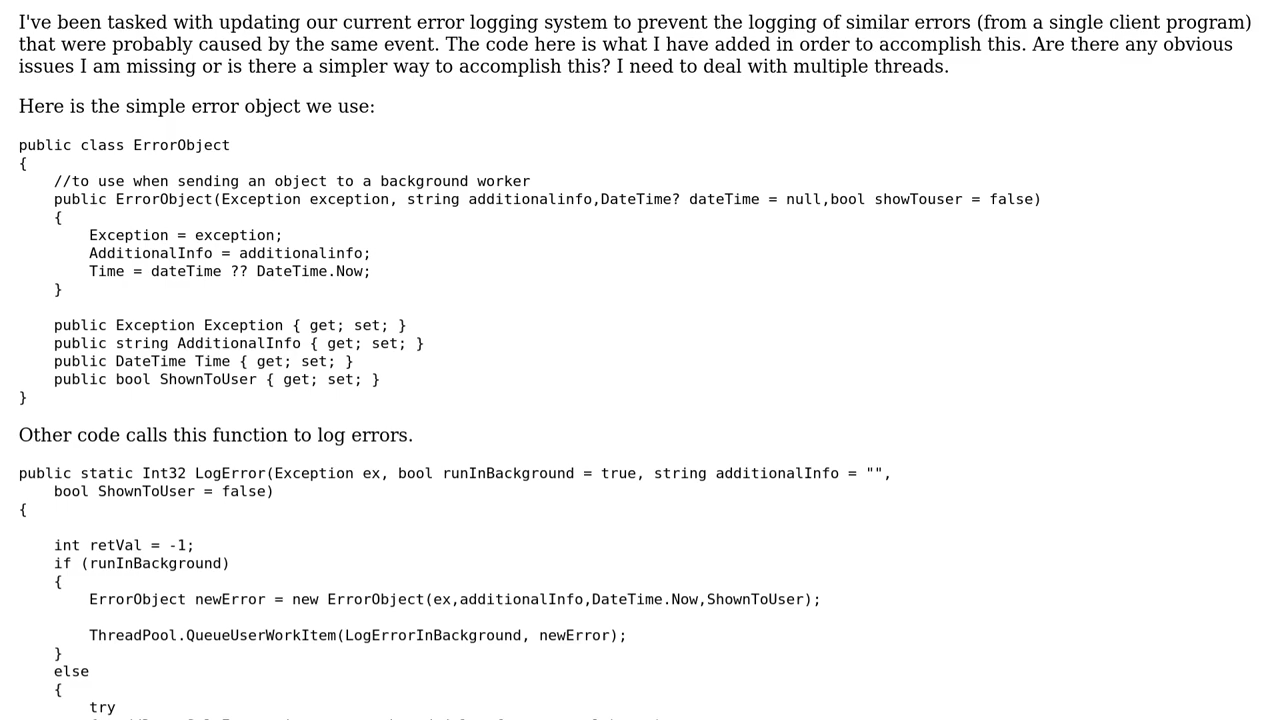 I've been tasked with updating our current error logging system to prevent the logging of similar errors (from a single client program)
that were probably caused by the same event. The code here is what I have added in order to accomplish this. Are there any obvious
issues I am missing or is there a simpler way to accomplish this? I need to deal with multiple threads.
Here is the simple error object we use:
public class ErrorObject
{
    //to use when sending an object to a background worker
    public ErrorObject(Exception exception, string additionalinfo,DateTime? dateTime = null,bool showTouser = false)
    {
        Exception = exception;
        AdditionalInfo = additionalinfo;
        Time = dateTime ?? DateTime.Now;
    }
    public Exception Exception { get; set; }
    public string AdditionalInfo { get; set; }
    public DateTime Time { get; set; }
    public bool ShownToUser { get; set; }
}
Other code calls this function to log errors.
public static Int32 LogError(Exception ex, bool runInBackground = true, string additionalInfo = "",
    bool ShownToUser = false)
{
    int retVal = -1;
    if (runInBackground)
    {
        ErrorObject newError = new ErrorObject(ex,additionalInfo,DateTime.Now,ShownToUser);
        ThreadPool.QueueUserWorkItem(LogErrorInBackground, newError);
    }
    else
    {
        try